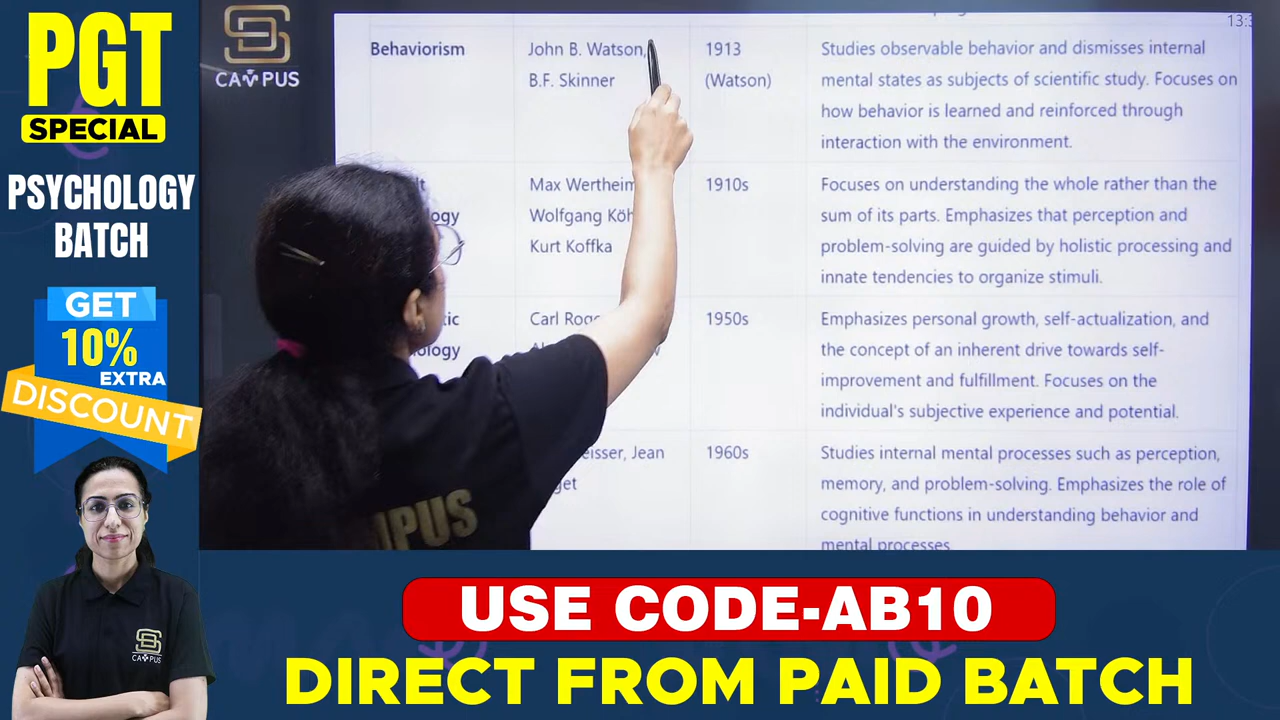 PGT
SPECIAL
PSYCHOLOGY
BATCH
GET
10%
EXTRA
DISCOUNT
CAMPUS
CAMPUS
13:
Behaviorism
John B. Watson,
B.F. Skinner
1913
(Watson)
Studies observable behavior and dismisses internal
mental states as subjects of scientific study. Focuses on
how behavior is learned and reinforced through
interaction with the environment.
Max
Wolfgang
Kurt Koffka
1910s
Focuses on understanding the whole rather than the
sum of its parts. Emphasizes that perception and
problem-solving are guided by holistic processing and
innate tendencies to organize stimuli.
Carl
1950s
Emphasizes personal growth, self-actualization, and
the concept of an inherent drive towards self-
improvement and fulfillment. Focuses on the
individual's subjective experience and potential.
Jean
1960s
Studies internal mental processes such as perception,
memory, and problem-solving. Emphasizes the role of
cognitive functions in understanding behavior and
mental processes
USE CODE-AB10
DIRECT FROM PAID BATCH